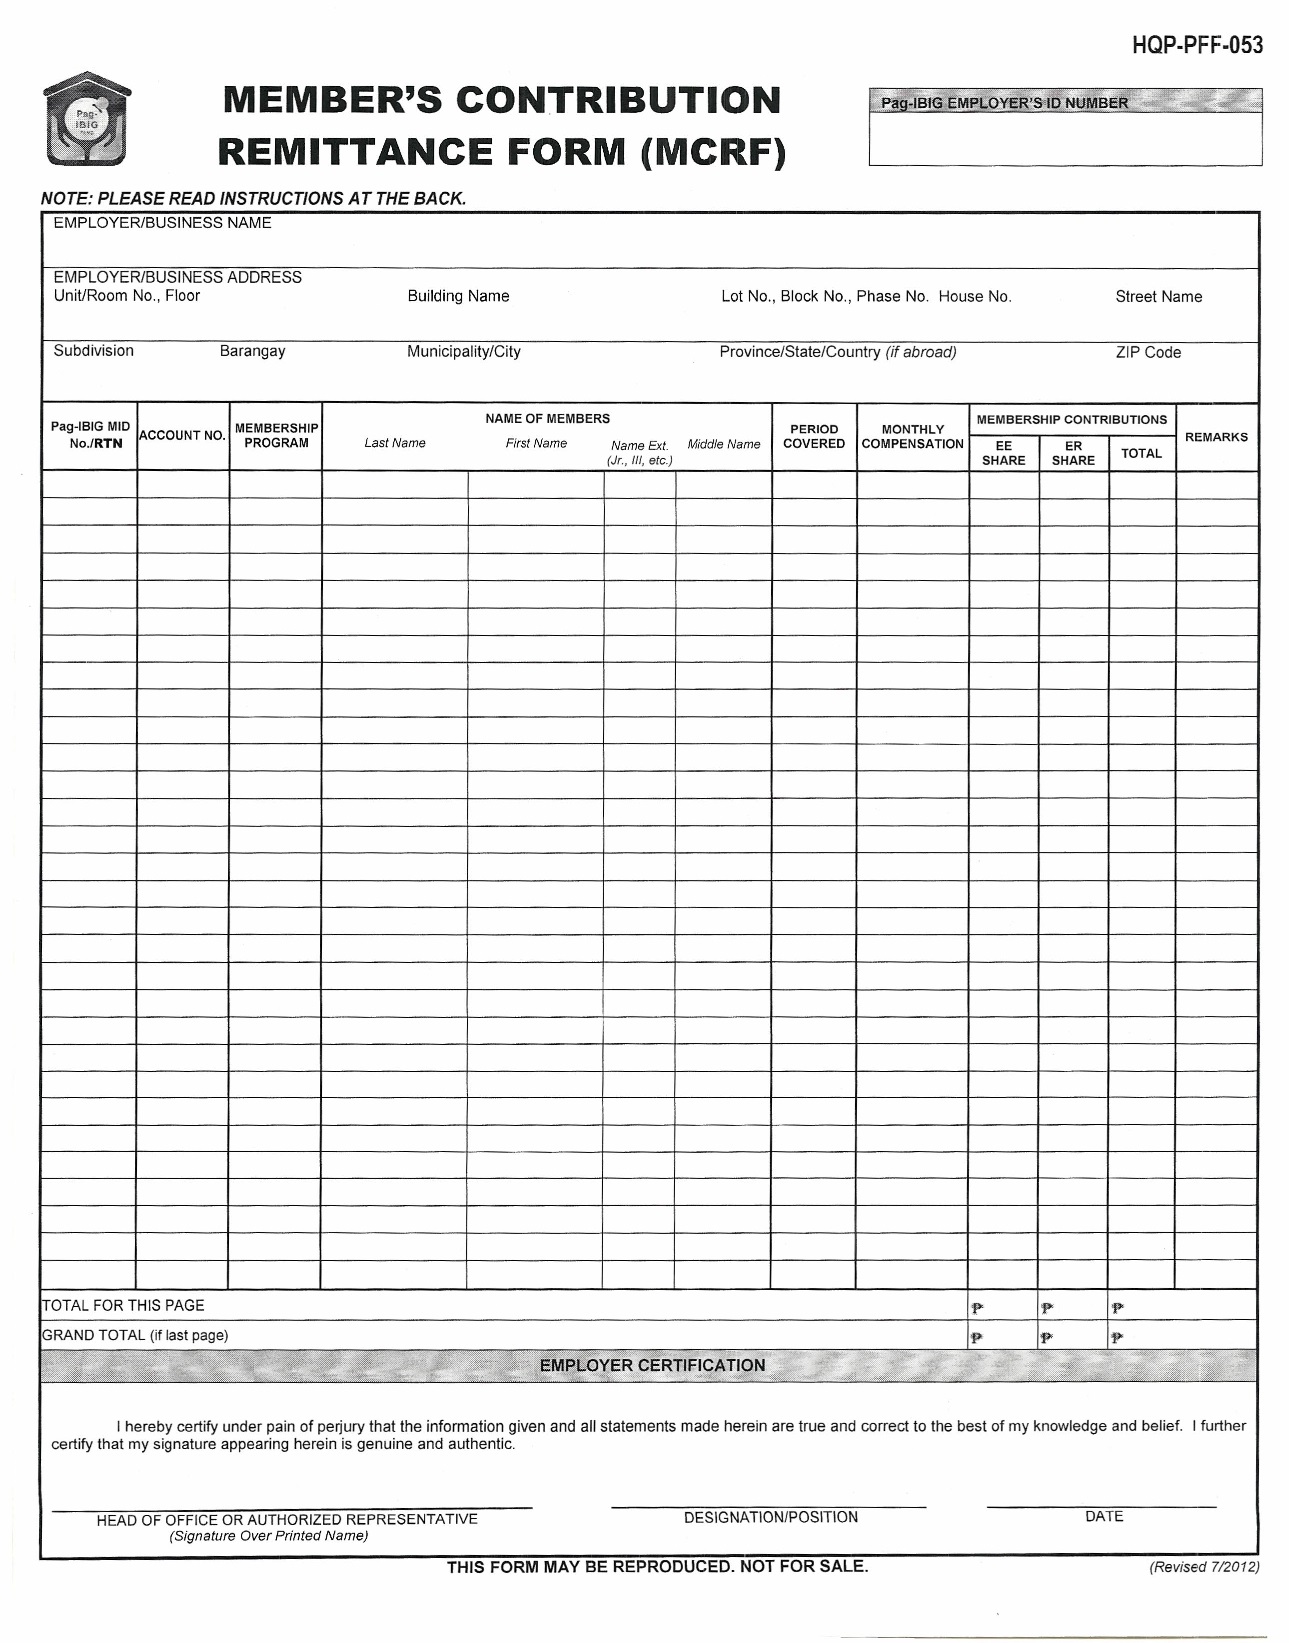 HQP-PFF-053
Pag-
IBIG
MEMBER'S CONTRIBUTION
REMITTANCE FORM (MCRF)
Pag-IBIG EMPLOYER'S ID NUMBER
NOTE: PLEASE READ INSTRUCTIONS AT THE BACK.
EMPLOYER/BUSINESS NAME
EMPLOYER/BUSINESS ADDRESS
Unit/Room No., Floor Building Name Lot No., Block No., Phase No. House No. Street Name
Subdivision Barangay Municipality/City Province/State/Country (if abroad) ZIP Code
Pag-IBIG MID No./RTN
ACCOUNT NO.
MEMBERSHIP PROGRAM
NAME OF MEMBERS
Last Name First Name Name Ext. (Jr., III, etc.) Middle Name
PERIOD COVERED
MONTHLY COMPENSATION
MEMBERSHIP CONTRIBUTIONS
EE SHARE
ER SHARE
TOTAL
REMARKS
TOTAL FOR THIS PAGE ₱ ₱ ₱
GRAND TOTAL (if last page) ₱ ₱ ₱
EMPLOYER CERTIFICATION
I hereby certify under pain of perjury that the information given and all statements made herein are true and correct to the best of my knowledge and belief. I further
certify that my signature appearing herein is genuine and authentic.
HEAD OF OFFICE OR AUTHORIZED REPRESENTATIVE DESIGNATION/POSITION DATE
(Signature Over Printed Name)
THIS FORM MAY BE REPRODUCED. NOT FOR SALE. (Revised 7/2012)